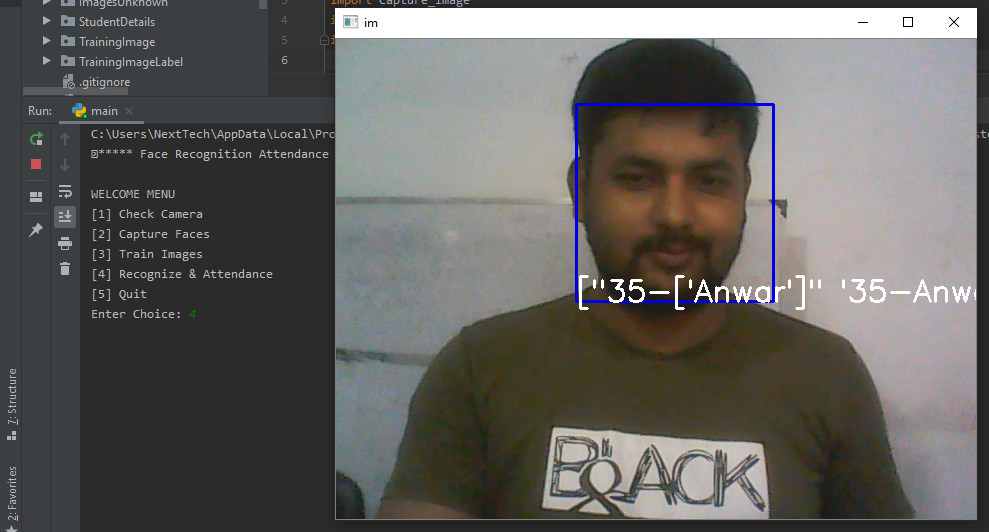 ImagesUnknown
StudentDetails
TrainingImage
TrainingImageLabel
.gitignore
3
4
5
6
import Capture_Image
im
Run: main
C:\Users\NextTech\AppData\Local\Pro
***** Face Recognition Attendance
WELCOME MENU
[1] Check Camera
[2] Capture Faces
[3] Train Images
[4] Recognize & Attendance
[5] Quit
Enter Choice: 4
["35-['Anwar']" '35-Anwa
BLACK
7: Structure
2: Favorites